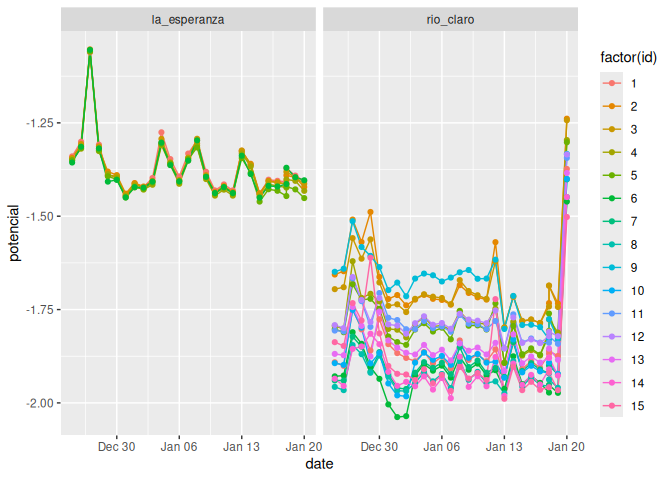 la_esperanza
rio_claro
-1.25
-1.50
-1.75
-2.00
potencial
Dec 30
Jan 06
Jan 13
Jan 20
Dec 30
Jan 06
Jan 13
Jan 20
date
factor(id)
1
2
3
4
5
6
7
8
9
10
11
12
13
14
15